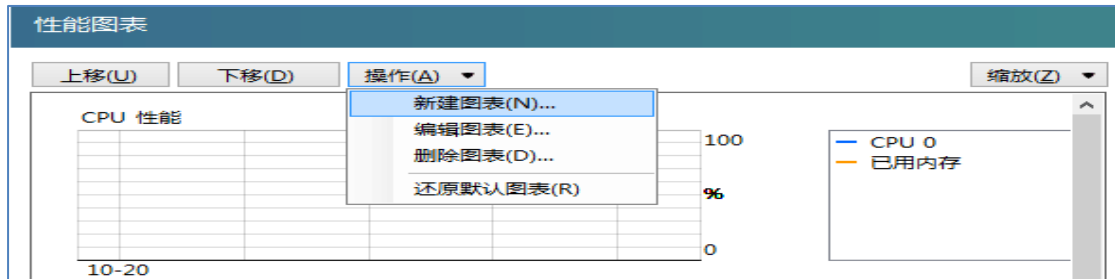 性能图表
上移(U) 下移(D) 操作(A) 缩放(Z)
新建图表(N)...
编辑图表(E)...
删除图表(D)...
还原默认图表(R)
CPU 性能
100
%
0
10-20
CPU 0
已用内存